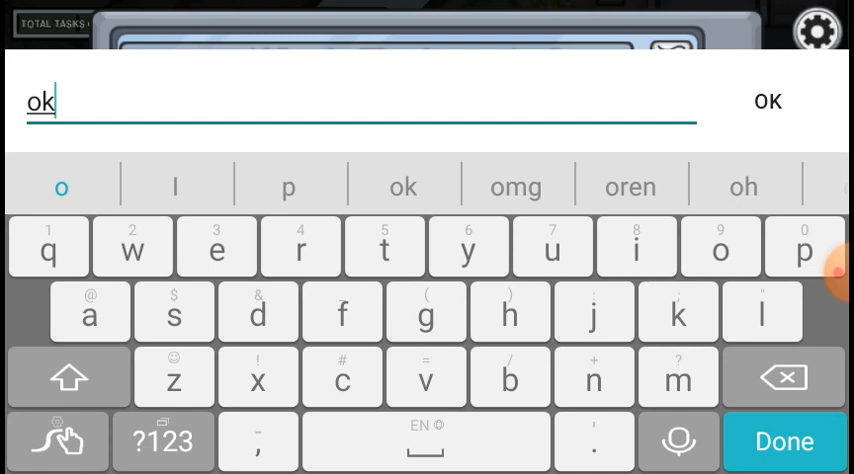 TOTAL TASKS
ok
OK
o l p ok omg oren oh
1 2 3 4 5 6 7 8 9 0
q w e r t y u i o p
@ $ & _ ( ) : ; "
a s d f g h j k l
! # = / + ?
z x c v b n m
?123 - , EN ' . Done